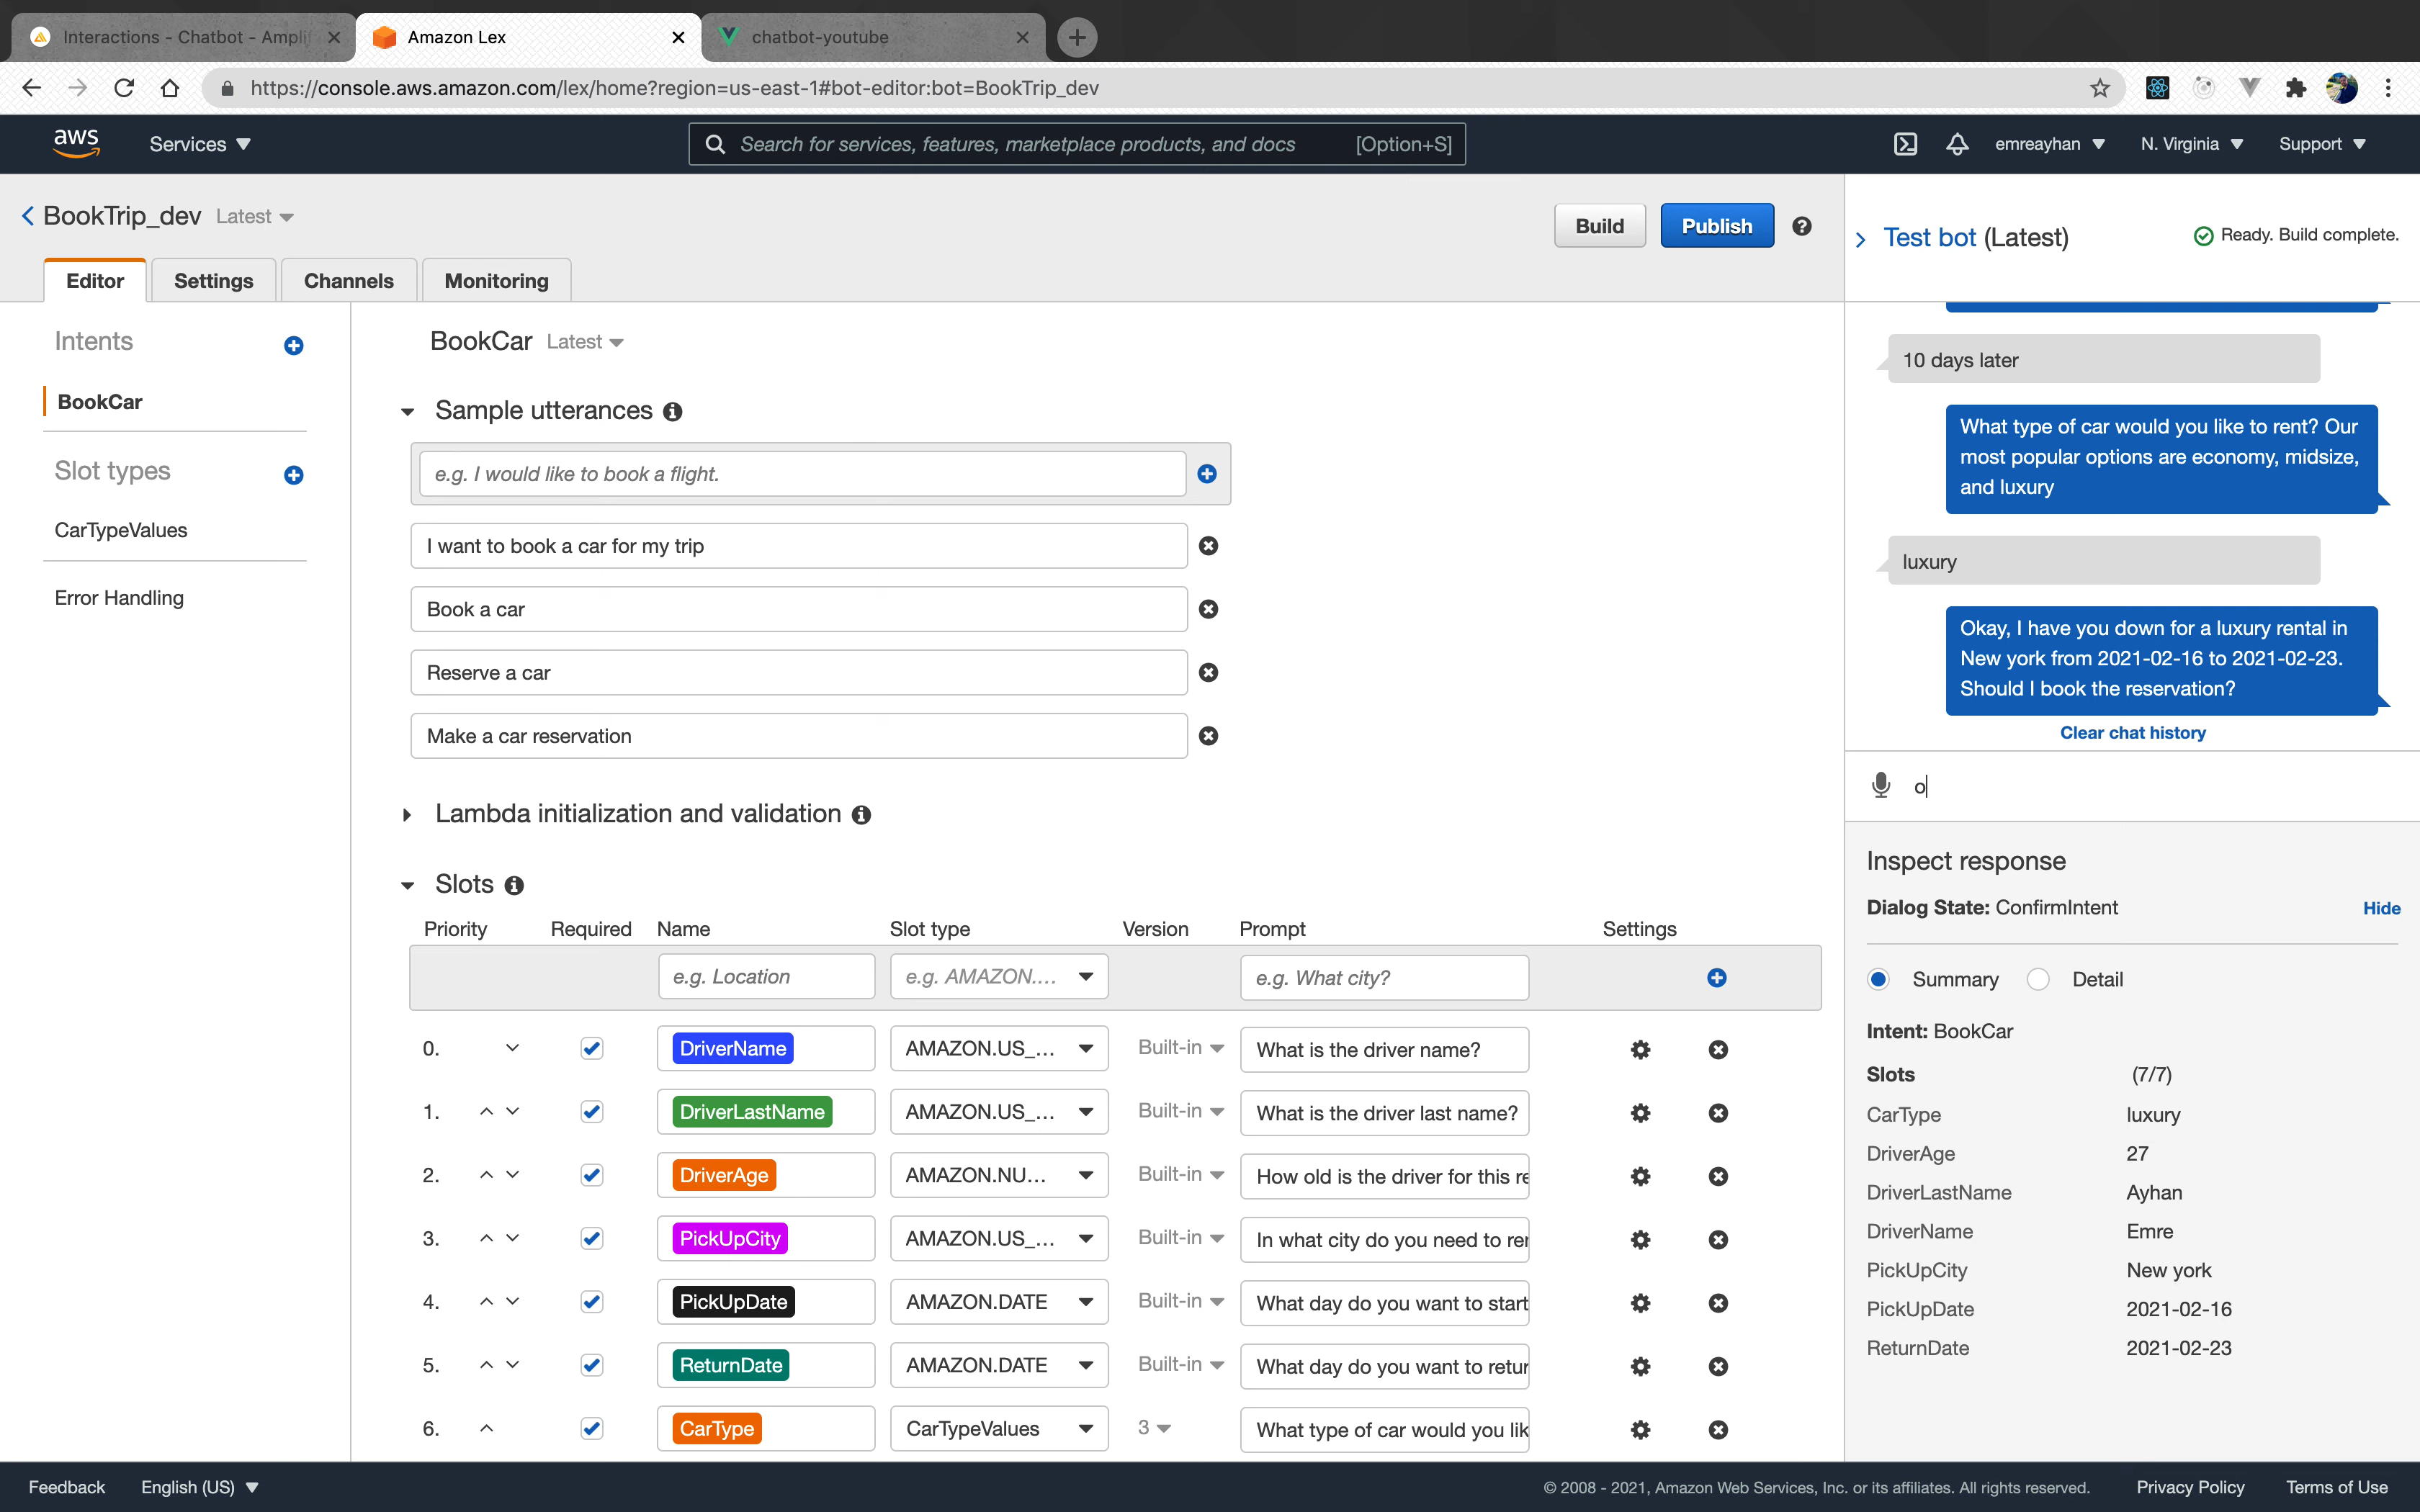 Interactions - Chatbot - Ampli
Amazon Lex
chatbot-youtube
https://console.aws.amazon.com/lex/home?region=us-east-1#bot-editor:bot=BookTrip_dev
aws
Services
Search for services, features, marketplace products, and docs [Option+S]
emreayhan
N. Virginia
Support
BookTrip_dev Latest
Build
Publish
Editor
Settings
Channels
Monitoring
Intents
BookCar
Slot types
CarTypeValues
Error Handling
BookCar Latest
Sample utterances
e.g. I would like to book a flight.
I want to book a car for my trip
Book a car
Reserve a car
Make a car reservation
Lambda initialization and validation
Slots
Priority Required Name Slot type Version Prompt Settings
e.g. Location e.g. AMAZON.... e.g. What city?
0. DriverName AMAZON.US_... Built-in What is the driver name?
1. DriverLastName AMAZON.US_... Built-in What is the driver last name?
2. DriverAge AMAZON.NU... Built-in How old is the driver for this re
3. PickUpCity AMAZON.US_... Built-in In what city do you need to rer
4. PickUpDate AMAZON.DATE Built-in What day do you want to start
5. ReturnDate AMAZON.DATE Built-in What day do you want to retur
6. CarType CarTypeValues 3 What type of car would you lik
Test bot (Latest)
Ready. Build complete.
10 days later
What type of car would you like to rent? Our
most popular options are economy, midsize,
and luxury
luxury
Okay, I have you down for a luxury rental in
New york from 2021-02-16 to 2021-02-23.
Should I book the reservation?
Clear chat history
o
Inspect response
Dialog State: ConfirmIntent Hide
Summary Detail
Intent: BookCar
Slots (7/7)
CarType luxury
DriverAge 27
DriverLastName Ayhan
DriverName Emre
PickUpCity New york
PickUpDate 2021-02-16
ReturnDate 2021-02-23
Feedback English (US)
© 2008 - 2021, Amazon Web Services, Inc. or its affiliates. All rights reserved. Privacy Policy Terms of Use